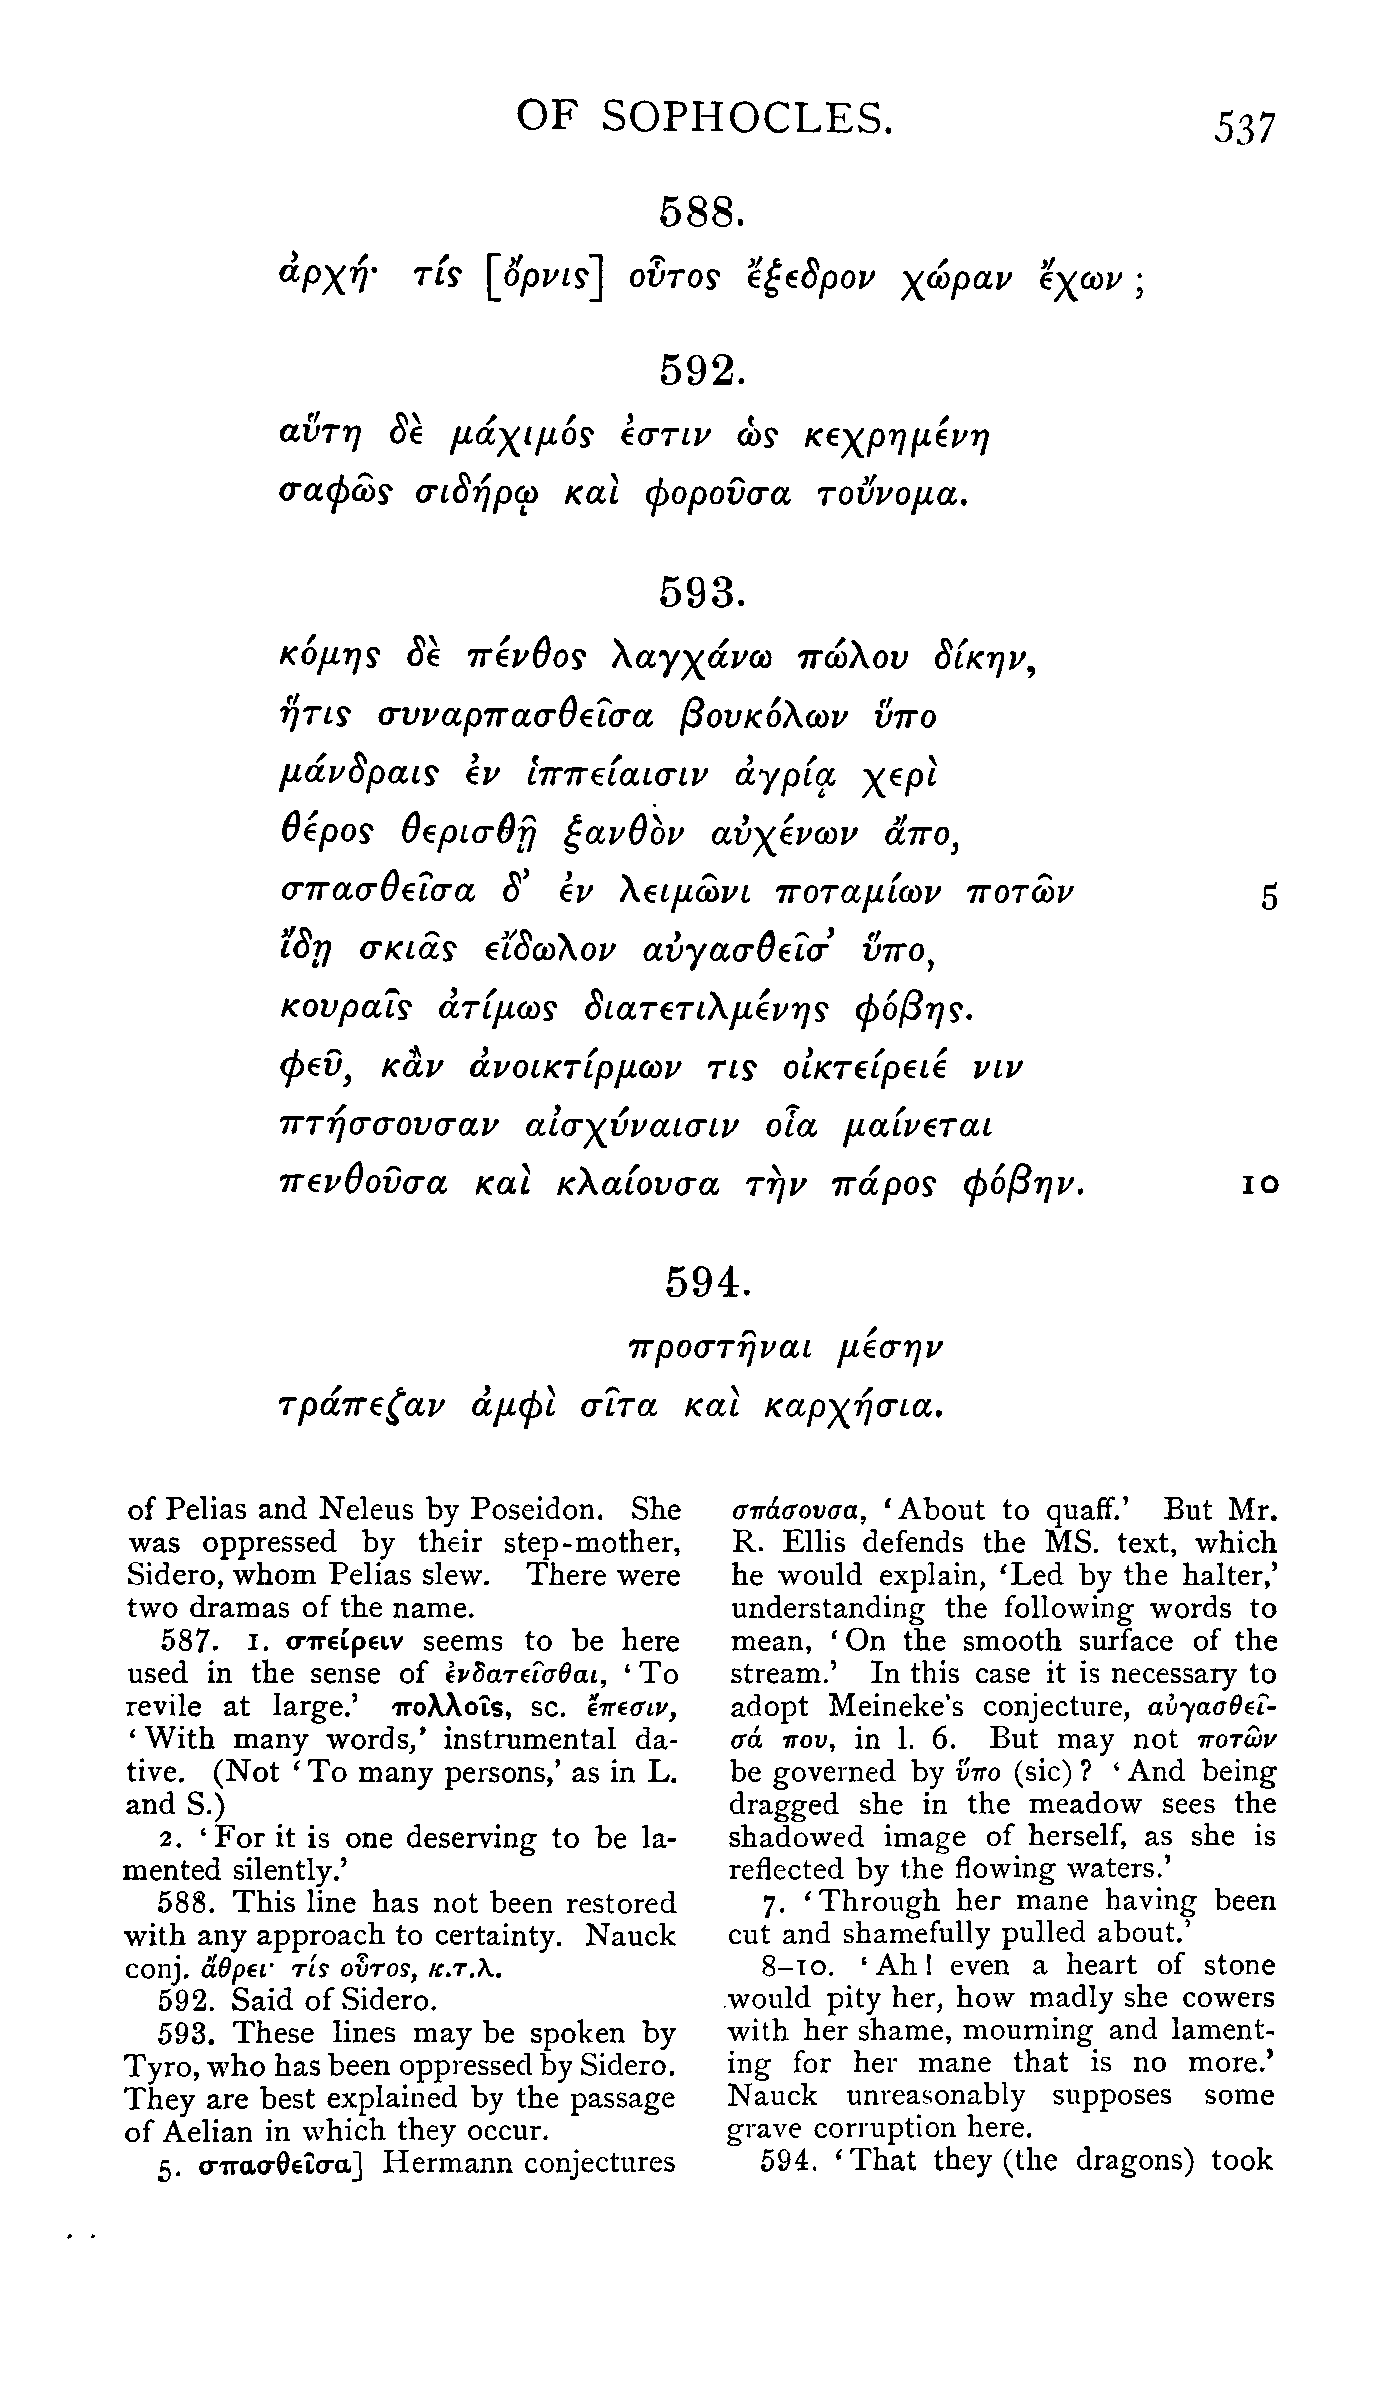 OF SOPHOCLES.
537
588.
ἀρχή· τίς [ὄρνις] οὗτος ἔξεδρον χώραν ἔχων ;
592.
αὕτη δὲ μάχιμός ἐστιν ὡς κεχρημένη
σαφῶς σιδήρῳ καὶ φοροῦσα τοὔνομα.
593.
κόμης δὲ πένθος λαγχάνω πώλου δίκην,
ἥτις συναρπασθεῖσα βουκόλων ὕπο
μάνδραις ἐν ἱππείαισιν ἀγρίᾳ χερὶ
θέρος θερισθῇ ξανθὸν αὐχένων ἄπο,
σπασθεῖσα δ’ ἐν λειμῶνι ποταμίων ποτῶν 5
ἴδῃ σκιᾶς εἴδωλον αὐγασθεῖσ’ ὕπο,
κουραῖς ἀτίμως διατετιλμένης φόβης.
φεῦ, κἂν ἀνοικτίρμων τις οἰκτείρειέ νιν
πτήσσουσαν αἰσχύναισιν οἷα μαίνεται
πενθοῦσα καὶ κλαίουσα τὴν πάρος φόβην. 10
594.
προστῆναι μέσην
τράπεζαν ἀμφὶ σῖτα καὶ καρχήσια.
of Pelias and Neleus by Poseidon. She
was oppressed by their step-mother,
Sidero, whom Pelias slew. There were
two dramas of the name.
587. 1. σπείρειν seems to be here
used in the sense of ἐνδατεῖσθαι, ‘To
revile at large.’ πολλοῖς, sc. ἔπεσιν,
‘With many words,’ instrumental da-
tive. (Not ‘To many persons,’ as in L.
and S.)
2. ‘For it is one deserving to be la-
mented silently.’
588. This line has not been restored
with any approach to certainty. Nauck
conj. ἄθρει· τίς οὗτος, κ.τ.λ.
592. Said of Sidero.
593. These lines may be spoken by
Tyro, who has been oppressed by Sidero.
They are best explained by the passage
of Aelian in which they occur.
5. σπασθεῖσα] Hermann conjectures
σπάσουσα, ‘About to quaff.’ But Mr.
R. Ellis defends the MS. text, which
he would explain, ‘Led by the halter,’
understanding the following words to
mean, ‘On the smooth surface of the
stream.’ In this case it is necessary to
adopt Meineke's conjecture, αὐγασθεῖ-
σά που, in l. 6. But may not ποτῶν
be governed by ὕπο (sic)? ‘And being
dragged she in the meadow sees the
shadowed image of herself, as she is
reflected by the flowing waters.’
7. ‘Through her mane having been
cut and shamefully pulled about.’
8–10. ‘Ah! even a heart of stone
would pity her, how madly she cowers
with her shame, mourning and lament-
ing for her mane that is no more.’
Nauck unreasonably supposes some
grave corruption here.
594. ‘That they (the dragons) took